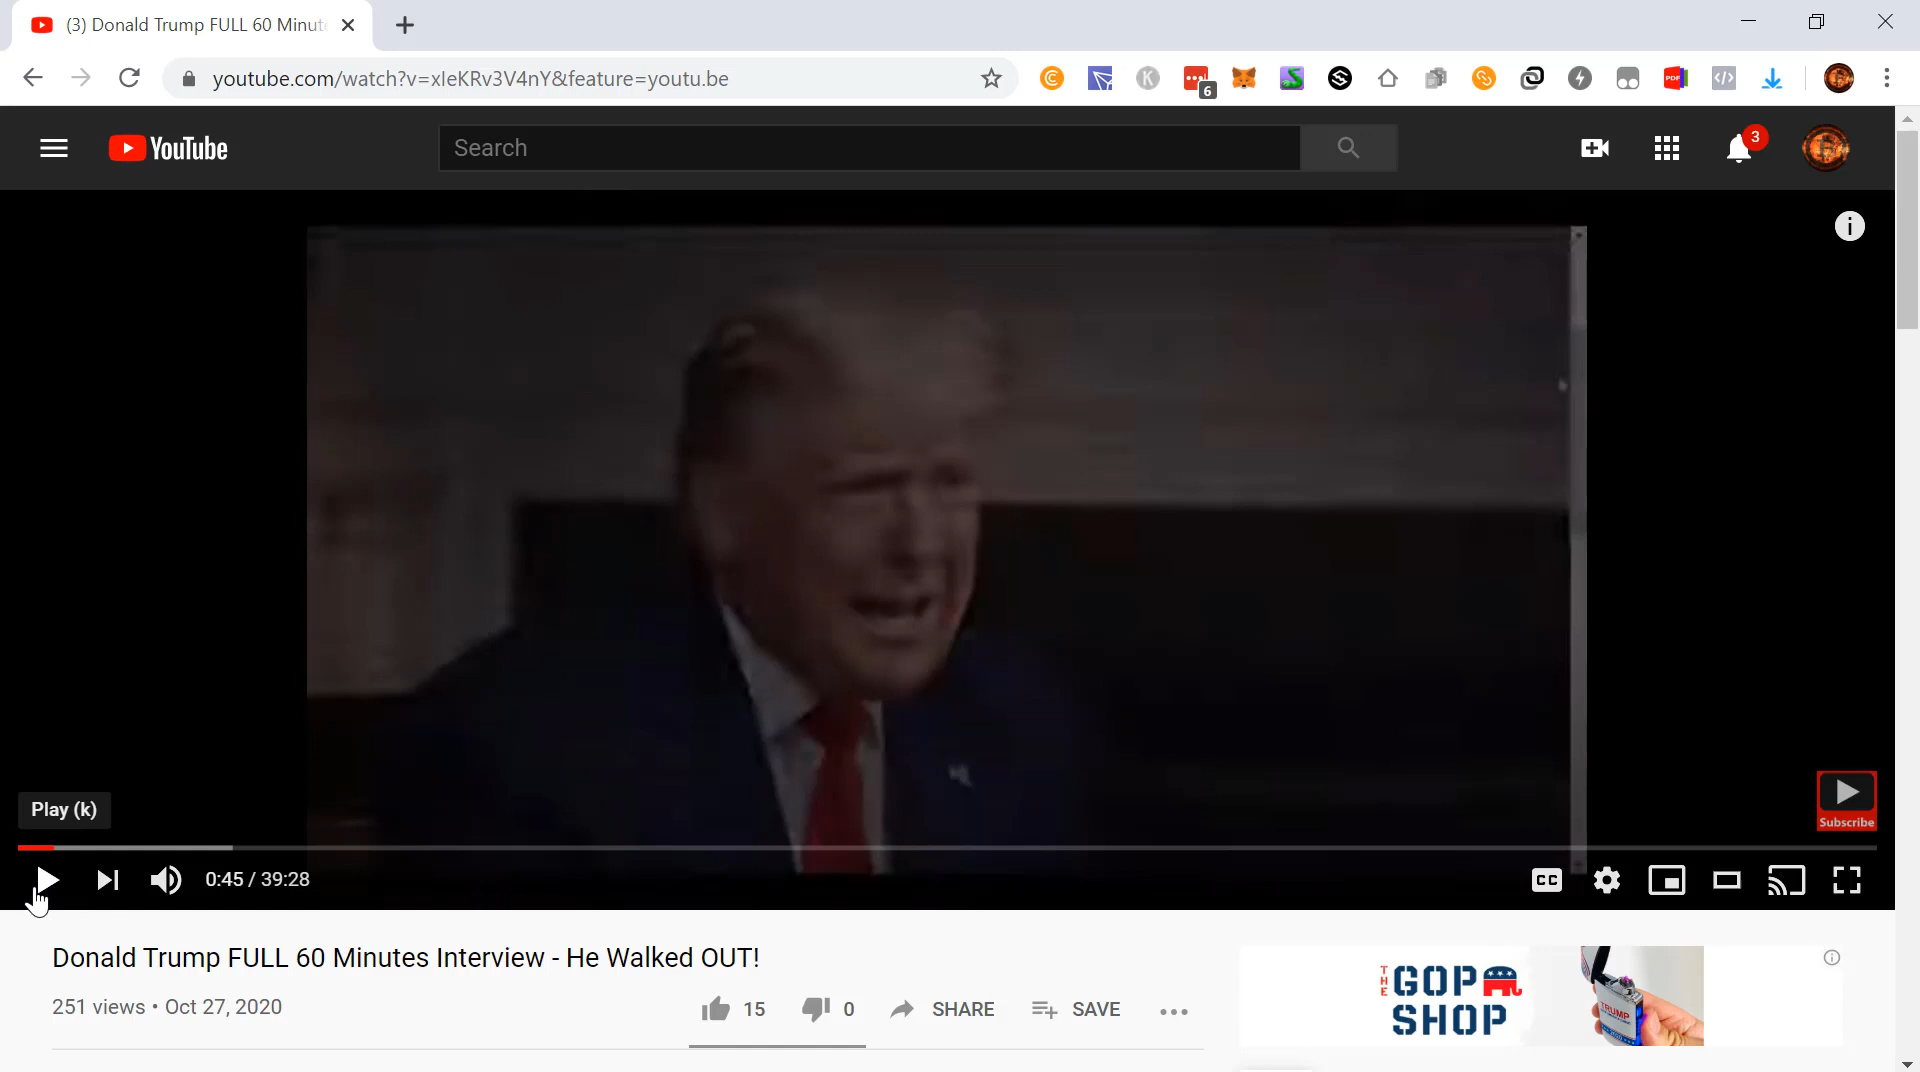 (3) Donald Trump FULL 60 Minute
youtube.com/watch?v=xleKRv3V4nY&feature=youtu.be
6
PDF
YouTube
Search
3
Play (k)
Subscribe
0:45 / 39:28
CC
Donald Trump FULL 60 Minutes Interview - He Walked OUT!
251 views • Oct 27, 2020
15
0
SHARE
SAVE
THE
GOP
SHOP
TRUMP